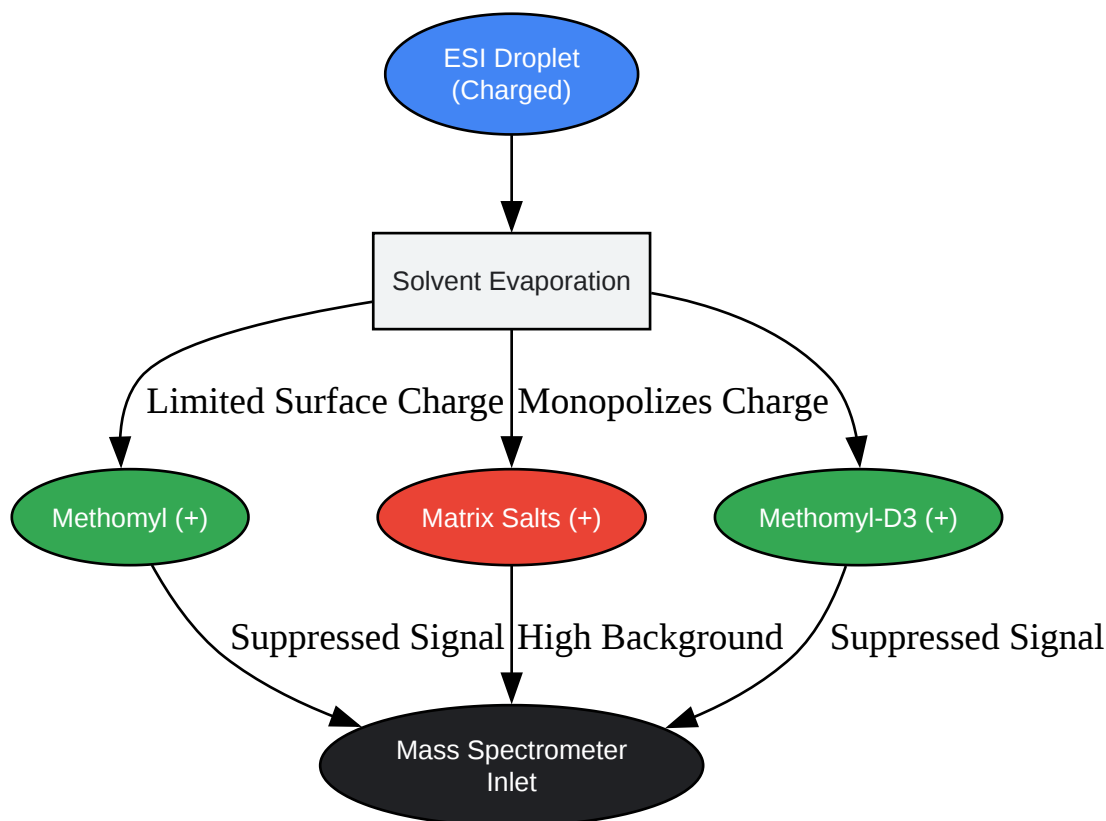 ESI Droplet
(Charged)
Solvent Evaporation
Limited Surface Charge
Monopolizes Charge
Methomyl (+)
Matrix Salts (+)
Methomyl-D3 (+)
Suppressed Signal
High Background
Suppressed Signal
Mass Spectrometer
Inlet